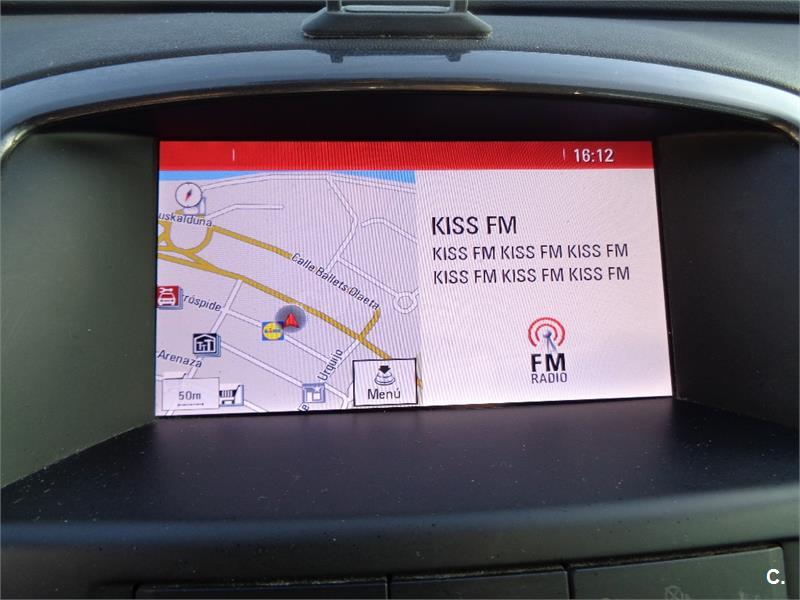 16:12
uskalduna
Calle Ballets Olaeta
KISS FM
KISS FM KISS FM KISS FM
KISS FM KISS FM KISS FM
róspide
Arenaza
Urquijo
50m
Menú
FM
RADIO
C.